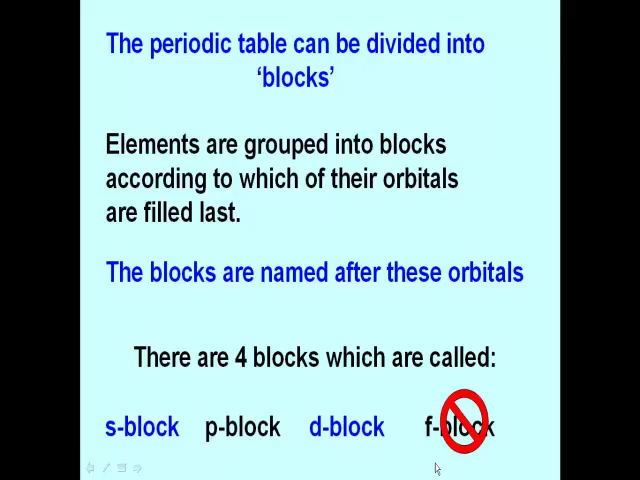 The periodic table can be divided into
‘blocks’
Elements are grouped into blocks
according to which of their orbitals
are filled last.
The blocks are named after these orbitals
There are 4 blocks which are called:
s-block p-block d-block f-block